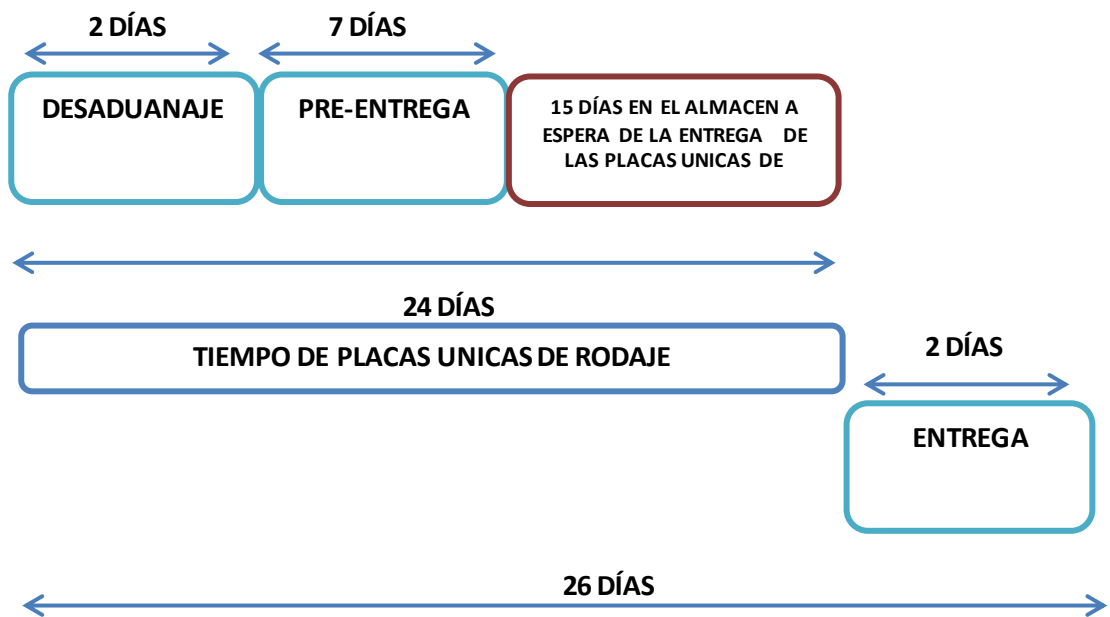 2 DÍAS
7 DÍAS
DESADUANAJE
PRE-ENTREGA
15 DÍAS EN EL ALMACEN A
ESPERA DE LA ENTREGA DE
LAS PLACAS UNICAS DE
24 DÍAS
TIEMPO DE PLACAS UNICAS DE RODAJE
2 DÍAS
ENTREGA
26 DÍAS